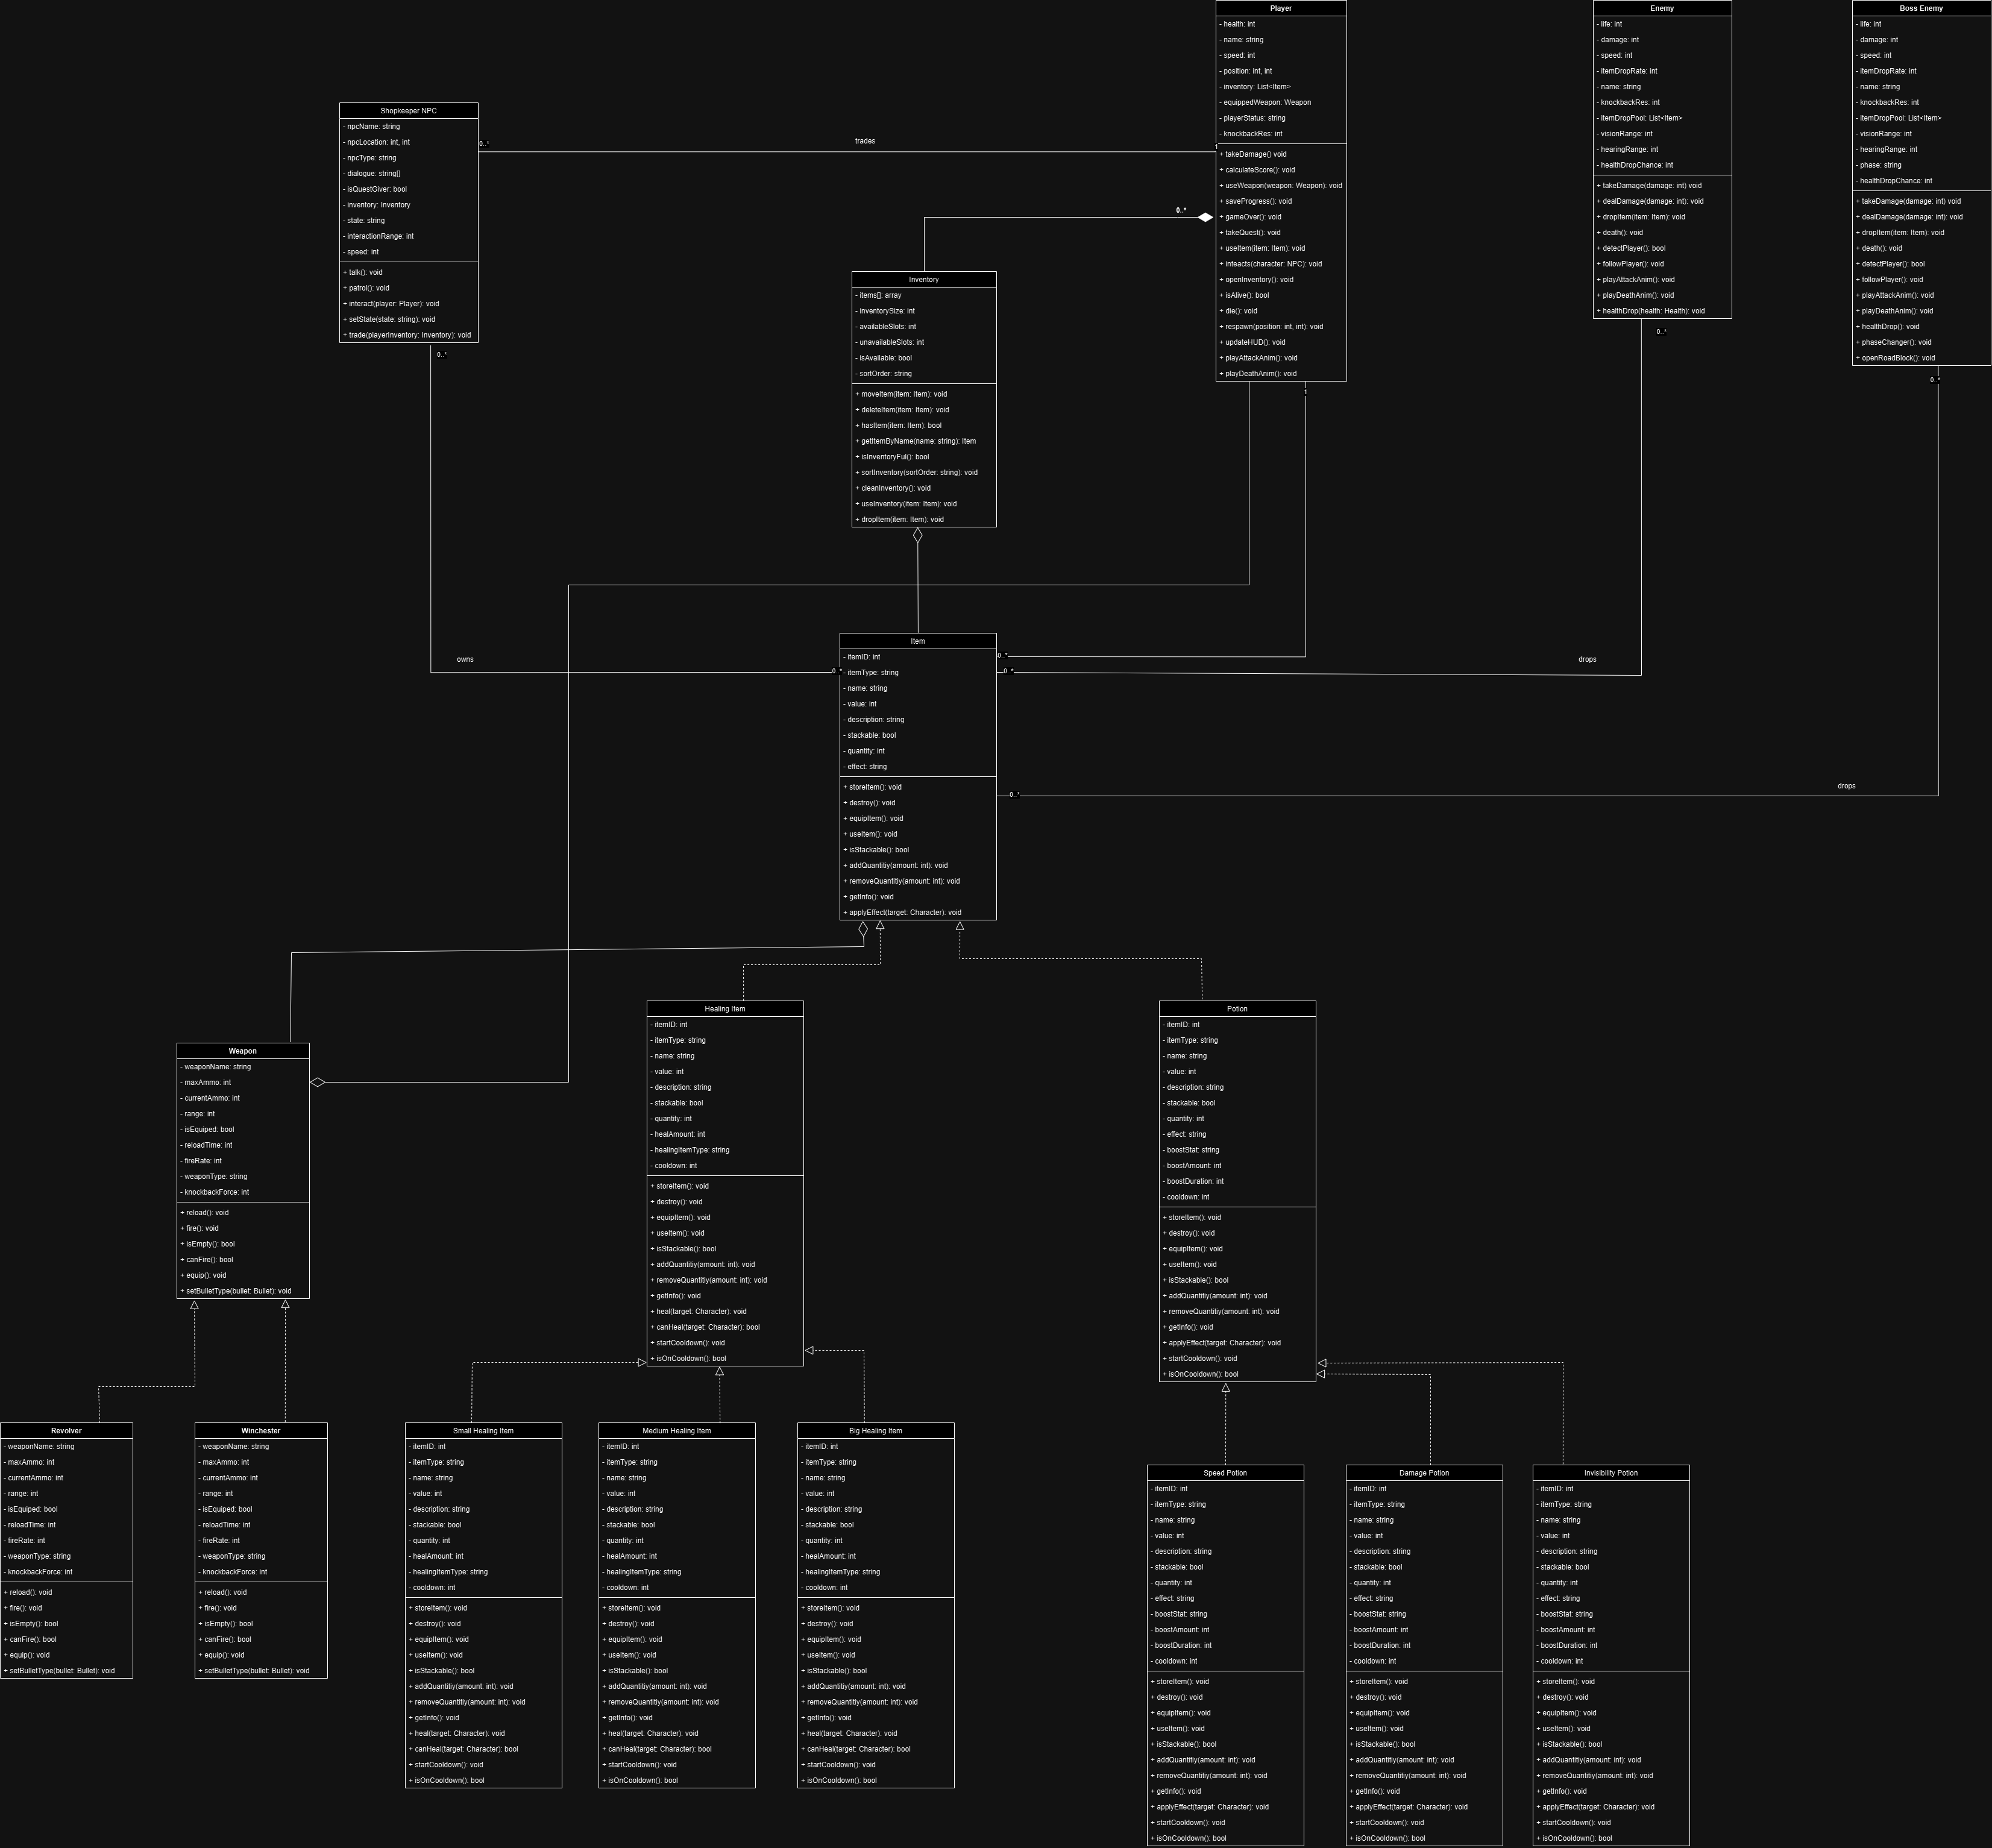 Player
- health: int
- name: string
- speed: int
- position: int, int
- inventory: List<Item>
- equippedWeapon: Weapon
- playerStatus: string
- knockbackRes: int
+ takeDamage() void
+ calculateScore(): void
+ useWeapon(weapon: Weapon): void
+ saveProgress(): void
+ gameOver(): void
+ takeQuest(): void
+ useItem(item: Item): void
+ inteacts(character: NPC): void
+ openInventory(): void
+ isAlive(): bool
+ die(): void
+ respawn(position: int, int): void
+ updateHUD(): void
+ playAttackAnim(): void
+ playDeathAnim(): void
Enemy
- life: int
- damage: int
- speed: int
- itemDropRate: int
- name: string
- knockbackRes: int
- itemDropPool: List<Item>
- visionRange: int
- hearingRange: int
- healthDropChance: int
+ takeDamage(damage: int) void
+ dealDamage(damage: int): void
+ dropItem(item: Item): void
+ death(): void
+ detectPlayer(): bool
+ followPlayer(): void
+ playAttackAnim(): void
+ playDeathAnim(): void
+ healthDrop(health: Health): void
Boss Enemy
- life: int
- damage: int
- speed: int
- itemDropRate: int
- name: string
- knockbackRes: int
- itemDropPool: List<Item>
- visionRange: int
- hearingRange: int
- phase: string
- healthDropChance: int
+ takeDamage(damage: int) void
+ dealDamage(damage: int): void
+ dropItem(item: Item): void
+ death(): void
+ detectPlayer(): bool
+ followPlayer(): void
+ playAttackAnim(): void
+ playDeathAnim(): void
+ healthDrop(): void
+ phaseChanger(): void
+ openRoadBlock(): void
Shopkeeper NPC
- npcName: string
- npcLocation: int, int
- npcType: string
- dialogue: string[]
- isQuestGiver: bool
- inventory: Inventory
- state: string
- interactionRange: int
- speed: int
+ talk(): void
+ patrol(): void
+ interact(player: Player): void
+ setState(state: string): void
+ trade(playerInventory: Inventory): void
0..*
trades
1
0..*
Inventory
- items[]: array
- inventorySize: int
- availableSlots: int
- unavailableSlots: int
- isAvailable: bool
- sortOrder: string
+ moveItem(item: Item): void
+ deleteItem(item: Item): void
+ hasItem(item: Item): bool
+ getItemByName(name: string): Item
+ isInventoryFul(): bool
+ sortInventory(sortOrder: string): void
+ cleanInventory(): void
+ useInventory(item: Item): void
+ dropItem(item: Item): void
0..*
0..*
0..*
1
owns
0..*
0..*
0..*
drops
0..*
drops
Item
- itemID: int
- itemType: string
- name: string
- value: int
- description: string
- stackable: bool
- quantity: int
- effect: string
+ storeItem(): void
+ destroy(): void
+ equipItem(): void
+ useItem(): void
+ isStackable(): bool
+ addQuantitiy(amount: int): void
+ removeQuantitiy(amount: int): void
+ getInfo(): void
+ applyEffect(target: Character): void
Weapon
- weaponName: string
- maxAmmo: int
- currentAmmo: int
- range: int
- isEquiped: bool
- reloadTime: int
- fireRate: int
- weaponType: string
- knockbackForce: int
+ reload(): void
+ fire(): void
+ isEmpty(): bool
+ canFire(): bool
+ equip(): void
+ setBulletType(bullet: Bullet): void
Healing Item
- itemID: int
- itemType: string
- name: string
- value: int
- description: string
- stackable: bool
- quantity: int
- healAmount: int
- healingItemType: string
- cooldown: int
+ storeItem(): void
+ destroy(): void
+ equipItem(): void
+ useItem(): void
+ isStackable(): bool
+ addQuantitiy(amount: int): void
+ removeQuantitiy(amount: int): void
+ getInfo(): void
+ heal(target: Character): void
+ canHeal(target: Character): bool
+ startCooldown(): void
+ isOnCooldown(): bool
Potion
- itemID: int
- itemType: string
- name: string
- value: int
- description: string
- stackable: bool
- quantity: int
- effect: string
- boostStat: string
- boostAmount: int
- boostDuration: int
- cooldown: int
+ storeItem(): void
+ destroy(): void
+ equipItem(): void
+ useItem(): void
+ isStackable(): bool
+ addQuantitiy(amount: int): void
+ removeQuantitiy(amount: int): void
+ getInfo(): void
+ applyEffect(target: Character): void
+ startCooldown(): void
+ isOnCooldown(): bool
Revolver
- weaponName: string
- maxAmmo: int
- currentAmmo: int
- range: int
- isEquiped: bool
- reloadTime: int
- fireRate: int
- weaponType: string
- knockbackForce: int
+ reload(): void
+ fire(): void
+ isEmpty(): bool
+ canFire(): bool
+ equip(): void
+ setBulletType(bullet: Bullet): void
Winchester
- weaponName: string
- maxAmmo: int
- currentAmmo: int
- range: int
- isEquiped: bool
- reloadTime: int
- fireRate: int
- weaponType: string
- knockbackForce: int
+ reload(): void
+ fire(): void
+ isEmpty(): bool
+ canFire(): bool
+ equip(): void
+ setBulletType(bullet: Bullet): void
Small Healing Item
- itemID: int
- itemType: string
- name: string
- value: int
- description: string
- stackable: bool
- quantity: int
- healAmount: int
- healingItemType: string
- cooldown: int
+ storeItem(): void
+ destroy(): void
+ equipItem(): void
+ useItem(): void
+ isStackable(): bool
+ addQuantitiy(amount: int): void
+ removeQuantitiy(amount: int): void
+ getInfo(): void
+ heal(target: Character): void
+ canHeal(target: Character): bool
+ startCooldown(): void
+ isOnCooldown(): bool
Medium Healing Item
- itemID: int
- itemType: string
- name: string
- value: int
- description: string
- stackable: bool
- quantity: int
- healAmount: int
- healingItemType: string
- cooldown: int
+ storeItem(): void
+ destroy(): void
+ equipItem(): void
+ useItem(): void
+ isStackable(): bool
+ addQuantitiy(amount: int): void
+ removeQuantitiy(amount: int): void
+ getInfo(): void
+ heal(target: Character): void
+ canHeal(target: Character): bool
+ startCooldown(): void
+ isOnCooldown(): bool
Big Healing Item
- itemID: int
- itemType: string
- name: string
- value: int
- description: string
- stackable: bool
- quantity: int
- healAmount: int
- healingItemType: string
- cooldown: int
+ storeItem(): void
+ destroy(): void
+ equipItem(): void
+ useItem(): void
+ isStackable(): bool
+ addQuantitiy(amount: int): void
+ removeQuantitiy(amount: int): void
+ getInfo(): void
+ heal(target: Character): void
+ canHeal(target: Character): bool
+ startCooldown(): void
+ isOnCooldown(): bool
Speed Potion
- itemID: int
- itemType: string
- name: string
- value: int
- description: string
- stackable: bool
- quantity: int
- effect: string
- boostStat: string
- boostAmount: int
- boostDuration: int
- cooldown: int
+ storeItem(): void
+ destroy(): void
+ equipItem(): void
+ useItem(): void
+ isStackable(): bool
+ addQuantitiy(amount: int): void
+ removeQuantitiy(amount: int): void
+ getInfo(): void
+ applyEffect(target: Character): void
+ startCooldown(): void
+ isOnCooldown(): bool
Damage Potion
- itemID: int
- itemType: string
- name: string
- value: int
- description: string
- stackable: bool
- quantity: int
- effect: string
- boostStat: string
- boostAmount: int
- boostDuration: int
- cooldown: int
+ storeItem(): void
+ destroy(): void
+ equipItem(): void
+ useItem(): void
+ isStackable(): bool
+ addQuantitiy(amount: int): void
+ removeQuantitiy(amount: int): void
+ getInfo(): void
+ applyEffect(target: Character): void
+ startCooldown(): void
+ isOnCooldown(): bool
Invisibility Potion
- itemID: int
- itemType: string
- name: string
- value: int
- description: string
- stackable: bool
- quantity: int
- effect: string
- boostStat: string
- boostAmount: int
- boostDuration: int
- cooldown: int
+ storeItem(): void
+ destroy(): void
+ equipItem(): void
+ useItem(): void
+ isStackable(): bool
+ addQuantitiy(amount: int): void
+ removeQuantitiy(amount: int): void
+ getInfo(): void
+ applyEffect(target: Character): void
+ startCooldown(): void
+ isOnCooldown(): bool